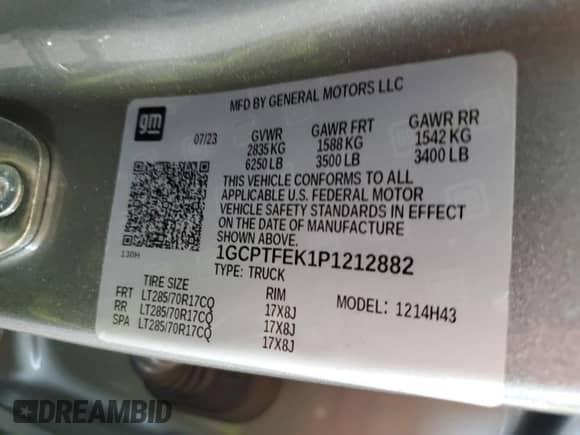 gm
MFD BY GENERAL MOTORS LLC
07/23 GVWR GAWR FRT GAWR RR
2835 KG 1588 KG 1542 KG
6250 LB 3500 LB 3400 LB
THIS VEHICLE CONFORMS TO ALL
APPLICABLE U.S. FEDERAL MOTOR
VEHICLE SAFETY STANDARDS IN EFFECT
ON THE DATE OF MANUFACTURE
SHOWN ABOVE.
1GCPTFEK1P1212882
TYPE: TRUCK
130H
TIRE SIZE RIM MODEL: 1214H43
FRT LT285/70R17CQ 17X8J
RR LT285/70R17CQ 17X8J
SPA LT285/70R17CQ 17X8J
DREAMBID